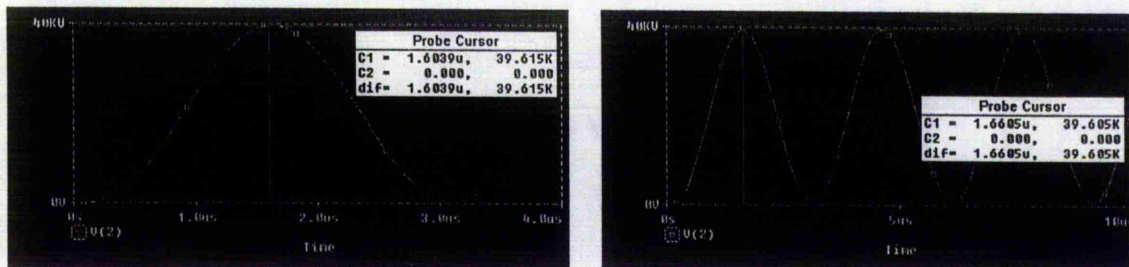 40KV
Probe Cursor
C1 = 1.6039u, 39.615K
C2 = 0.000, 0.000
dif= 1.6039u, 39.615K
0V
0s 1.0us 2.0us 3.0us 4.0us
V(2)
Time
40KV
Probe Cursor
C1 = 1.6605u, 39.605K
C2 = 0.000, 0.000
dif= 1.6605u, 39.605K
0V
0s 5us
V(2)
Time